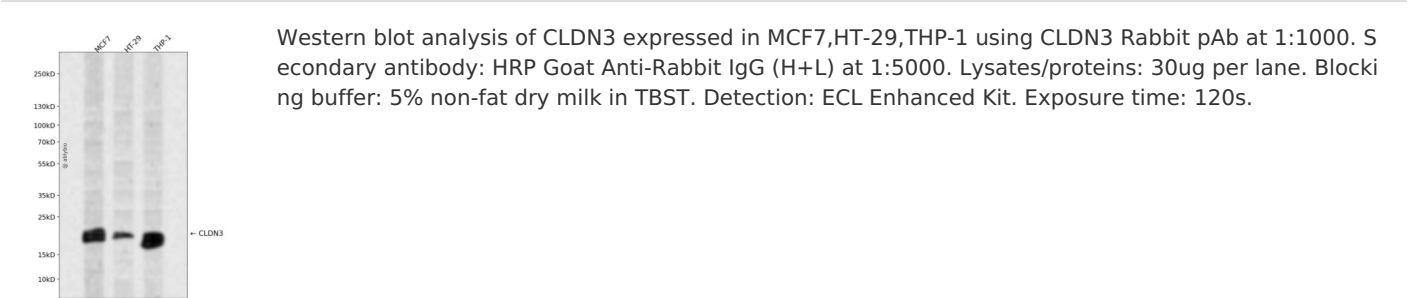 MCF7 HT-29 THP-1
Western blot analysis of CLDN3 expressed in MCF7,HT-29,THP-1 using CLDN3 Rabbit pAb at 1:1000. S
econdary antibody: HRP Goat Anti-Rabbit IgG (H+L) at 1:5000. Lysates/proteins: 30ug per lane. Blocki
ng buffer: 5% non-fat dry milk in TBST. Detection: ECL Enhanced Kit. Exposure time: 120s.
250kD
130kD
100kD
70kD
55kD
35kD
25kD
← CLDN3
15kD
10kD